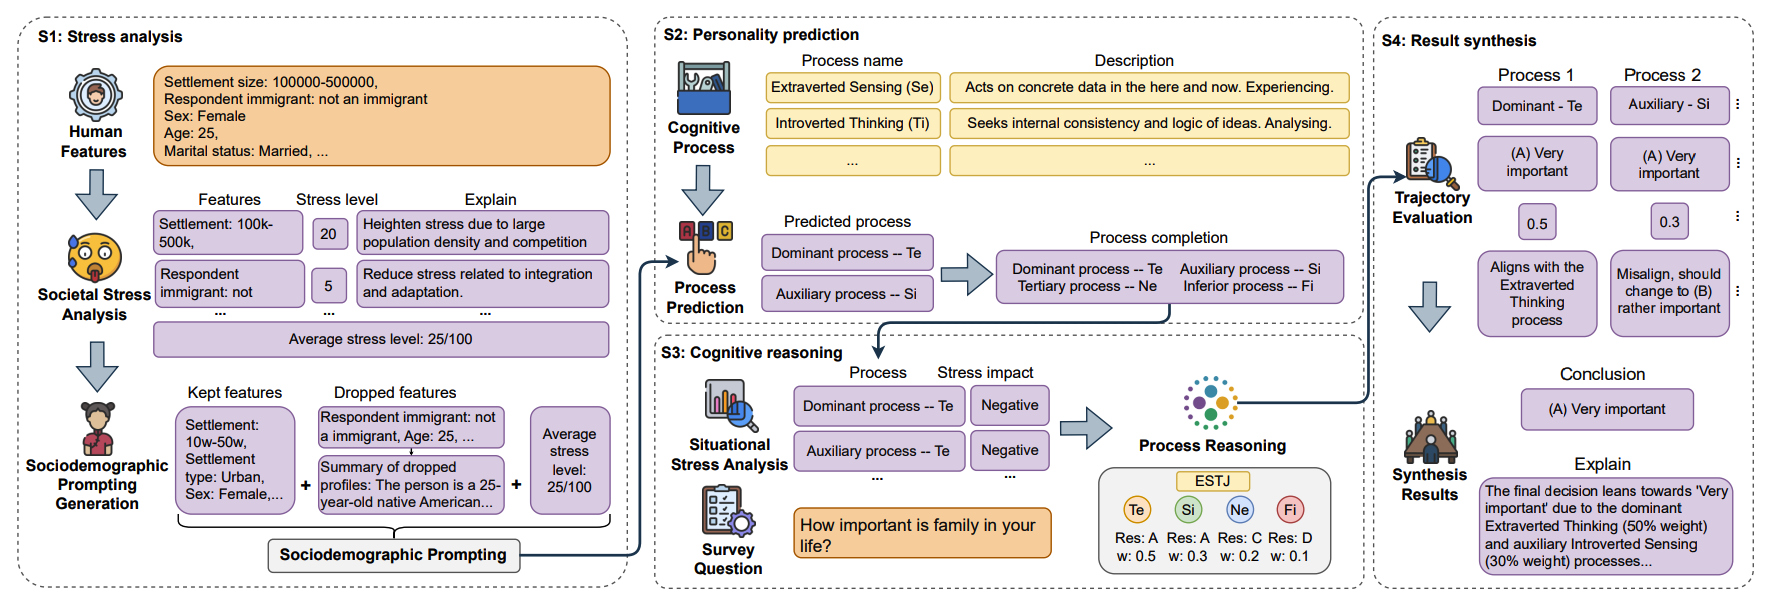 S1: Stress analysis
Human
Features
Settlement size: 100000-500000,
Respondent immigrant: not an immigrant
Sex: Female
Age: 25,
Marital status: Married, ...
Features
Stress level
Explain
Societal Stress
Analysis
Settlement: 100k-
500k,
20
Heighten stress due to large
population density and competition
Respondent
immigrant: not
5
Reduce stress related to integration
and adaptation.
...
...
...
Average stress level: 25/100
Kept features
Dropped features
Sociodemographic
Prompting
Generation
Settlement:
10w-50w,
Settlement
type: Urban,
Sex: Female,...
+
Respondent immigrant: not
a immigrant, Age: 25, ...
Summary of dropped
profiles: The person is a 25-
year-old native American...
+
Average
stress
level:
25/100
Sociodemographic Prompting
S2: Personality prediction
Process name
Description
Cognitive
Process
Extraverted Sensing (Se)
Acts on concrete data in the here and now. Experiencing.
Introverted Thinking (Ti)
Seeks internal consistency and logic of ideas. Analysing.
...
...
A B C
Process
Prediction
Predicted process
Dominant process -- Te
Auxiliary process -- Si
Process completion
Dominant process -- Te Auxiliary process -- Si
Tertiary process -- Ne Inferior process -- Fi
S3: Cognitive reasoning
Process
Stress impact
Situational
Stress Analysis
Dominant process -- Te
Negative
Auxiliary process -- Te
Negative
...
...
Survey
Question
How important is family in your
life?
Process Reasoning
ESTJ
Te Si Ne Fi
Res: A Res: A Res: C Res: D
w: 0.5 w: 0.3 w: 0.2 w: 0.1
S4: Result synthesis
Process 1
Process 2
Dominant - Te
Auxiliary - Si
...
Trajectory
Evaluation
(A) Very
important
(A) Very
important
...
0.5
0.3
...
Aligns with the
Extraverted
Thinking
process
Misalign, should
change to (B)
rather important
...
Conclusion
(A) Very important
Synthesis
Results
Explain
The final decision leans towards 'Very
important' due to the dominant
Extraverted Thinking (50% weight)
and auxiliary Introverted Sensing
(30% weight) processes...